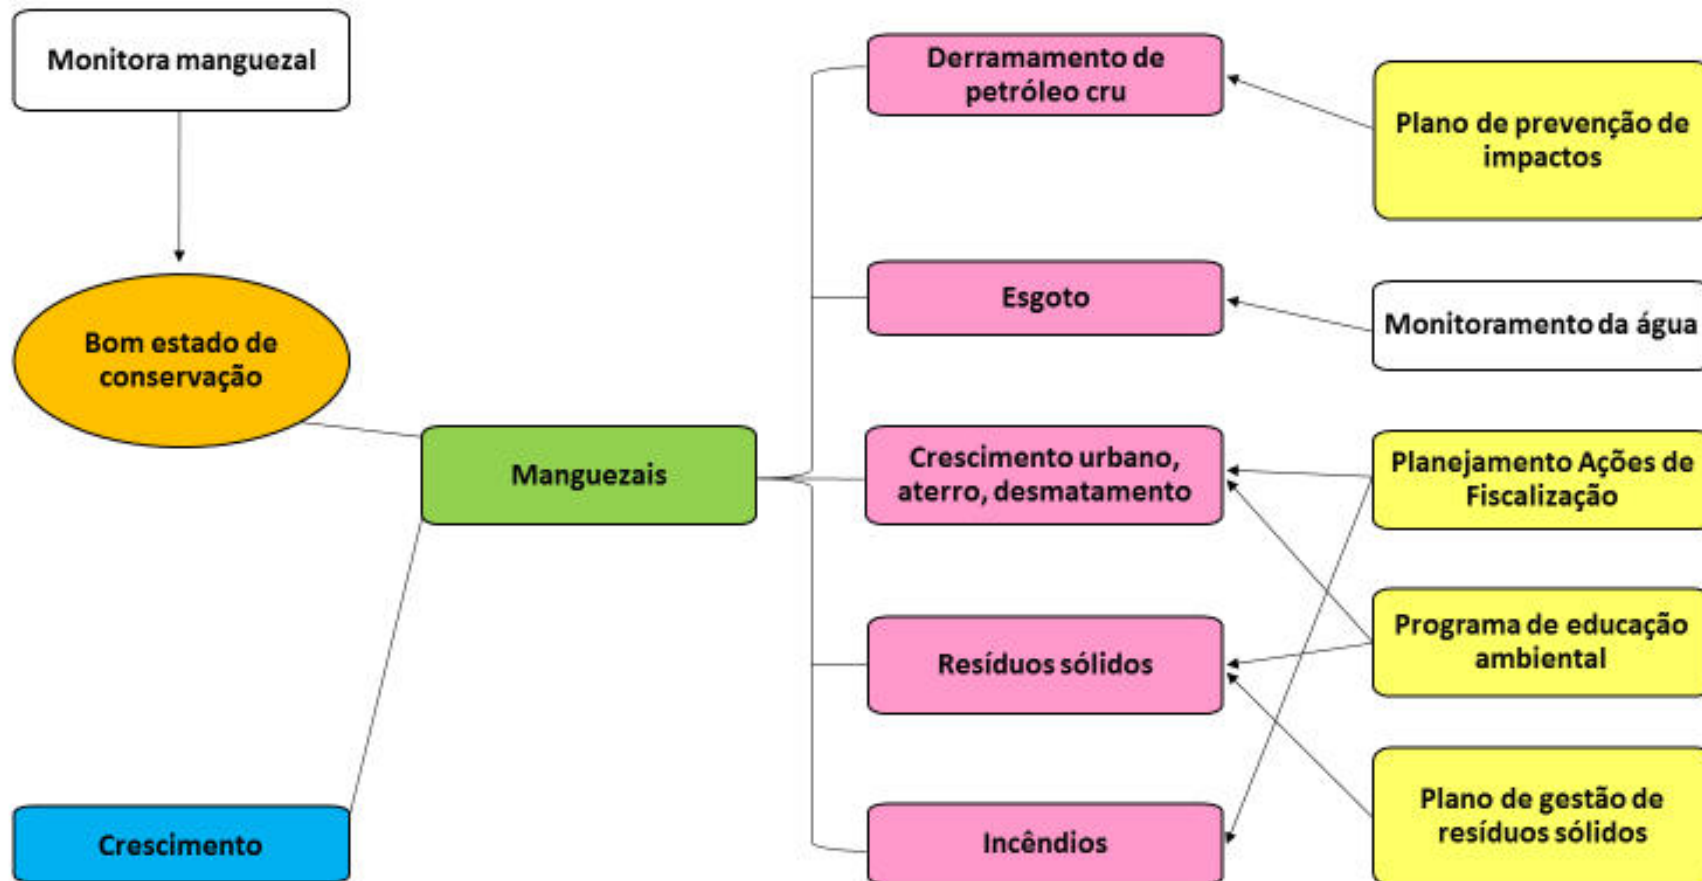 Monitora manguezal
Bom estado de
conservação
Crescimento
Manguezais
Derramamento de
petróleo cru
Esgoto
Crescimento urbano,
aterro, desmatamento
Resíduos sólidos
Incêndios
Plano de prevenção de
impactos
Monitoramento da água
Planejamento Ações de
Fiscalização
Programa de educação
ambiental
Plano de gestão de
resíduos sólidos